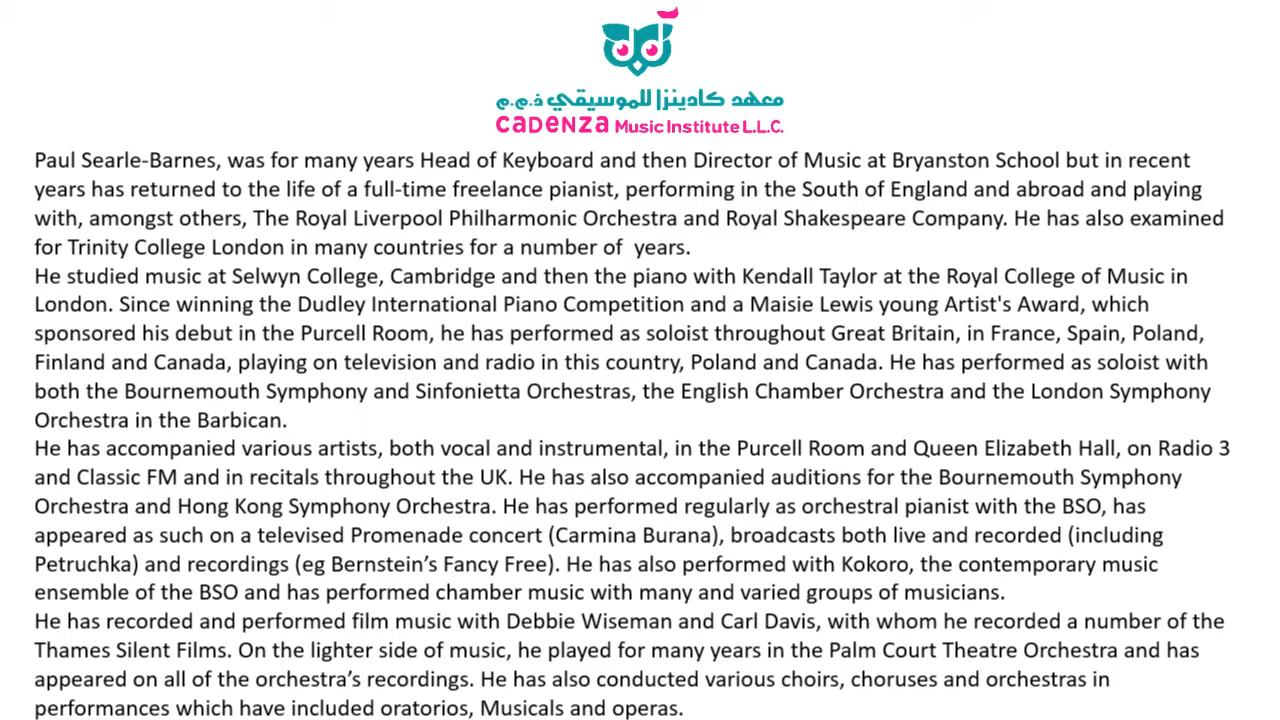 معهد كادينزا للموسيقي ذ.م.م
CADENZA Music Institute L.L.C.
Paul Searle-Barnes, was for many years Head of Keyboard and then Director of Music at Bryanston School but in recent
years has returned to the life of a full-time freelance pianist, performing in the South of England and abroad and playing
with, amongst others, The Royal Liverpool Philharmonic Orchestra and Royal Shakespeare Company. He has also examined
for Trinity College London in many countries for a number of  years.
He studied music at Selwyn College, Cambridge and then the piano with Kendall Taylor at the Royal College of Music in
London. Since winning the Dudley International Piano Competition and a Maisie Lewis young Artist's Award, which
sponsored his debut in the Purcell Room, he has performed as soloist throughout Great Britain, in France, Spain, Poland,
Finland and Canada, playing on television and radio in this country, Poland and Canada. He has performed as soloist with
both the Bournemouth Symphony and Sinfonietta Orchestras, the English Chamber Orchestra and the London Symphony
Orchestra in the Barbican.
He has accompanied various artists, both vocal and instrumental, in the Purcell Room and Queen Elizabeth Hall, on Radio 3
and Classic FM and in recitals throughout the UK. He has also accompanied auditions for the Bournemouth Symphony
Orchestra and Hong Kong Symphony Orchestra. He has performed regularly as orchestral pianist with the BSO, has
appeared as such on a televised Promenade concert (Carmina Burana), broadcasts both live and recorded (including
Petruchka) and recordings (eg Bernstein’s Fancy Free). He has also performed with Kokoro, the contemporary music
ensemble of the BSO and has performed chamber music with many and varied groups of musicians.
He has recorded and performed film music with Debbie Wiseman and Carl Davis, with whom he recorded a number of the
Thames Silent Films. On the lighter side of music, he played for many years in the Palm Court Theatre Orchestra and has
appeared on all of the orchestra’s recordings. He has also conducted various choirs, choruses and orchestras in
performances which have included oratorios, Musicals and operas.